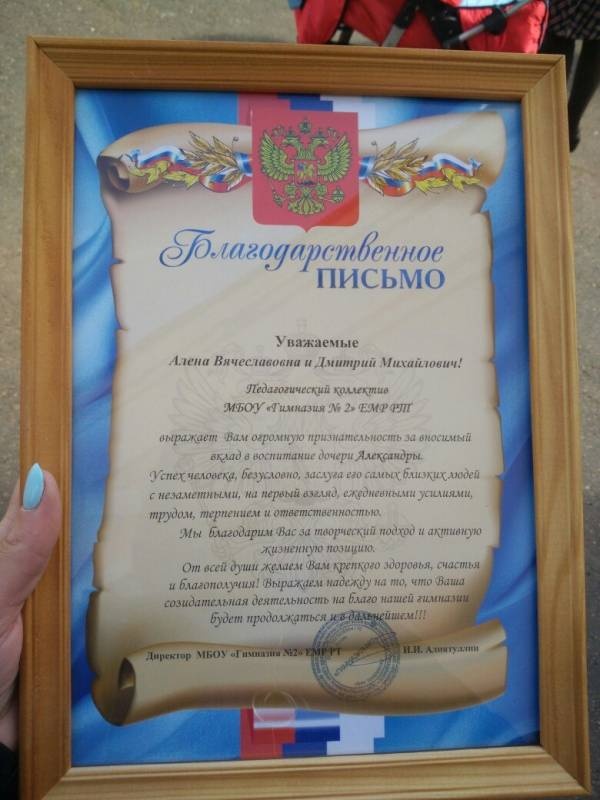 Благодарственное
ПИСЬМО
Уважаемые
Алена Вячеславовна и Дмитрий Михайлович!
Педагогический коллектив
МБОУ «Гимназия № 2» ЕМР РТ
выражает Вам огромную признательность за вносимый
вклад в воспитание дочери Александры.
Успех человека, безусловно, заслуга его самых близких людей
с незаметными, на первый взгляд, ежедневными усилиями,
трудом, терпением и ответственностью.
Мы благодарим Вас за творческий подход и активную
жизненную позицию.
От всей души желаем Вам крепкого здоровья, счастья
и благополучия! Выражаем надежду на то, что Ваша
созидательная деятельность на благо нашей гимназии
будет продолжаться и в дальнейшем!!!
Директор МБОУ «Гимназия №2» ЕМР РТ И.И. Азиятуллин